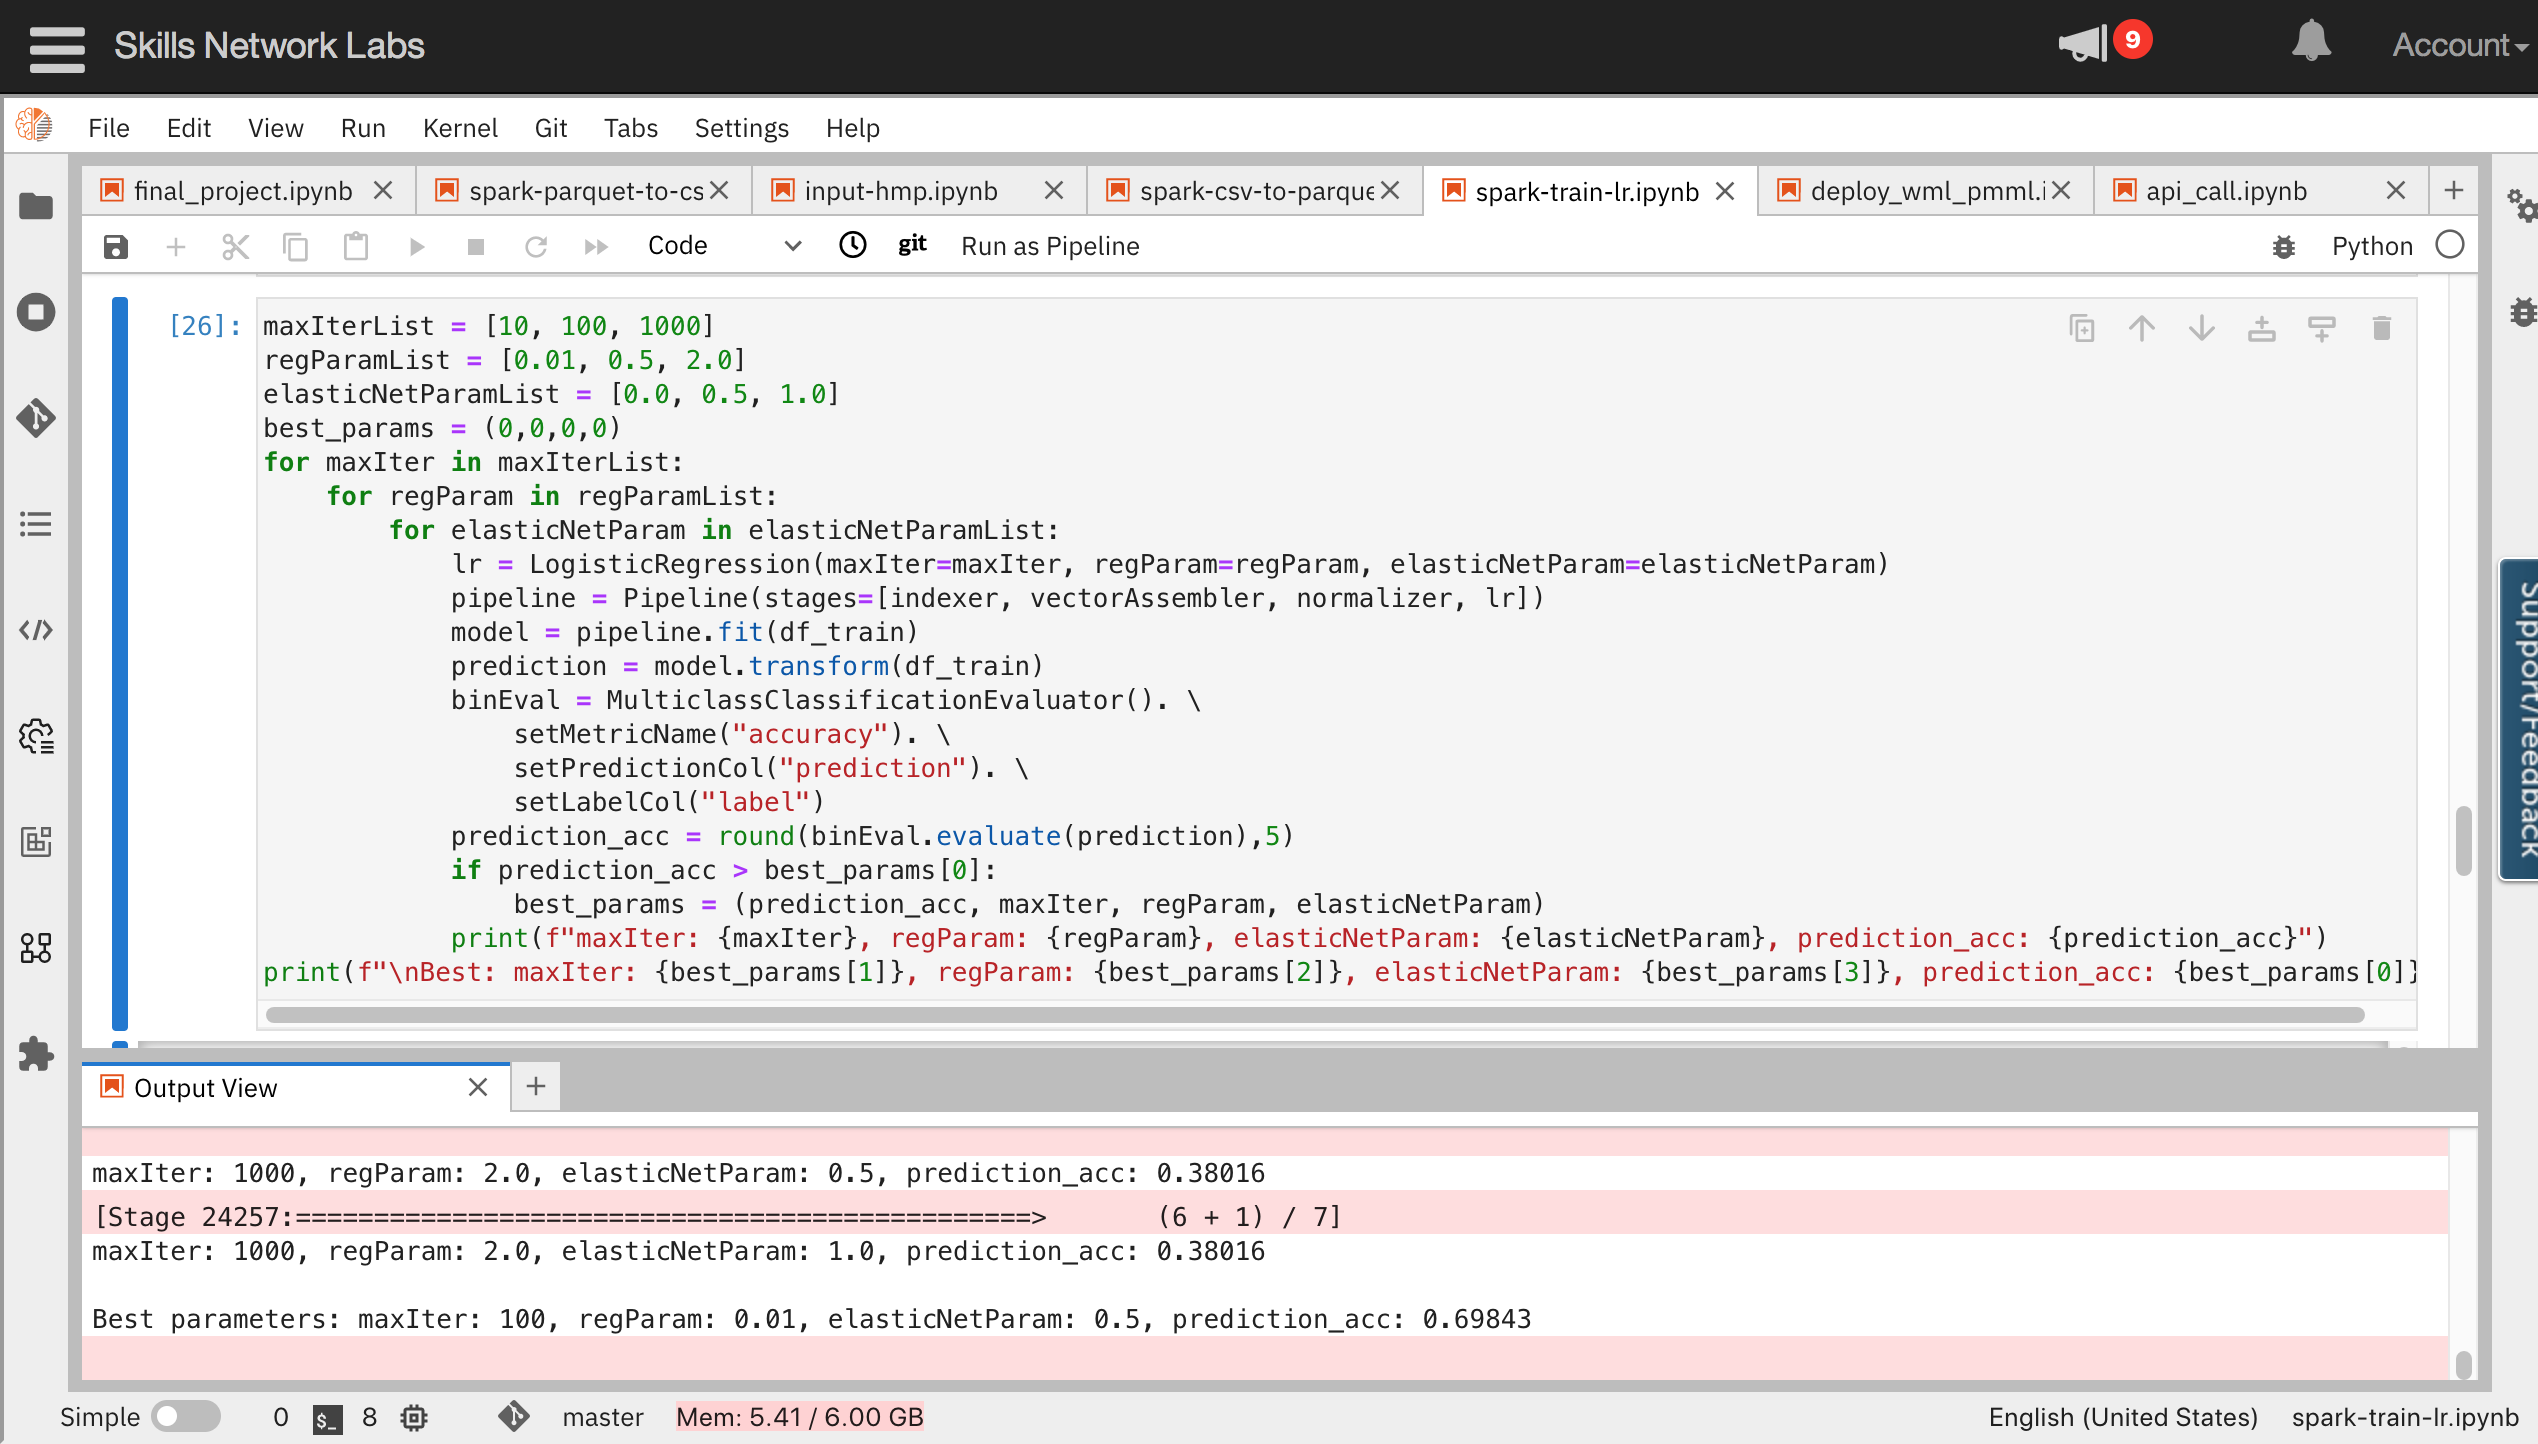 Skills Network Labs
9
Account
File Edit View Run Kernel Git Tabs Settings Help
final_project.ipynb
spark-parquet-to-cs
input-hmp.ipynb
spark-csv-to-parque
spark-train-lr.ipynb
deploy_wml_pmml.i
api_call.ipynb
Code
git
Run as Pipeline
Python
[26]:
maxIterList = [10, 100, 1000]
regParamList = [0.01, 0.5, 2.0]
elasticNetParamList = [0.0, 0.5, 1.0]
best_params = (0,0,0,0)
for maxIter in maxIterList:
    for regParam in regParamList:
        for elasticNetParam in elasticNetParamList:
            lr = LogisticRegression(maxIter=maxIter, regParam=regParam, elasticNetParam=elasticNetParam)
            pipeline = Pipeline(stages=[indexer, vectorAssembler, normalizer, lr])
            model = pipeline.fit(df_train)
            prediction = model.transform(df_train)
            binEval = MulticlassClassificationEvaluator(). \
                setMetricName("accuracy"). \
                setPredictionCol("prediction"). \
                setLabelCol("label")
            prediction_acc = round(binEval.evaluate(prediction),5)
            if prediction_acc > best_params[0]:
                best_params = (prediction_acc, maxIter, regParam, elasticNetParam)
            print(f"maxIter: {maxIter}, regParam: {regParam}, elasticNetParam: {elasticNetParam}, prediction_acc: {prediction_acc}")
print(f"\nBest: maxIter: {best_params[1]}, regParam: {best_params[2]}, elasticNetParam: {best_params[3]}, prediction_acc: {best_params[0]}
Support/Feedback
Output View
maxIter: 1000, regParam: 2.0, elasticNetParam: 0.5, prediction_acc: 0.38016
[Stage 24257:===============================================>       (6 + 1) / 7]
maxIter: 1000, regParam: 2.0, elasticNetParam: 1.0, prediction_acc: 0.38016
Best parameters: maxIter: 100, regParam: 0.01, elasticNetParam: 0.5, prediction_acc: 0.69843
Simple 0 $_ 8 master Mem: 5.41 / 6.00 GB English (United States) spark-train-lr.ipynb